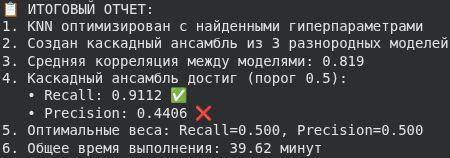 📋 ИТОГОВЫЙ ОТЧЕТ:
1. KNN оптимизирован с найденными гиперпараметрами
2. Создан каскадный ансамбль из 3 разнородных моделей
3. Средняя корреляция между моделями: 0.819
4. Каскадный ансамбль достиг (порог 0.5):
• Recall: 0.9112 ✅
• Precision: 0.4406 ❌
5. Оптимальные веса: Recall=0.500, Precision=0.500
6. Общее время выполнения: 39.62 минут